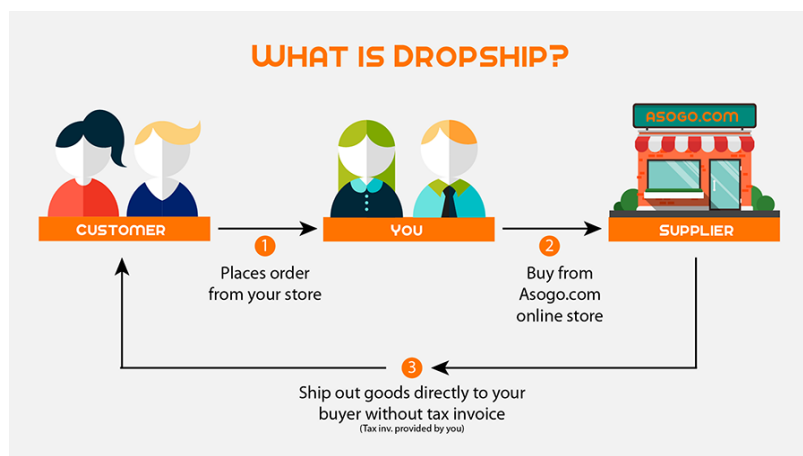 WHAT IS DROPSHIP?
ASOGO.COM
CUSTOMER
YOU
SUPPLIER
1
Places order
from your store
2
Buy from
Asogo.com
online store
3
Ship out goods directly to your
buyer without tax invoice
(Tax inv. provided by you)